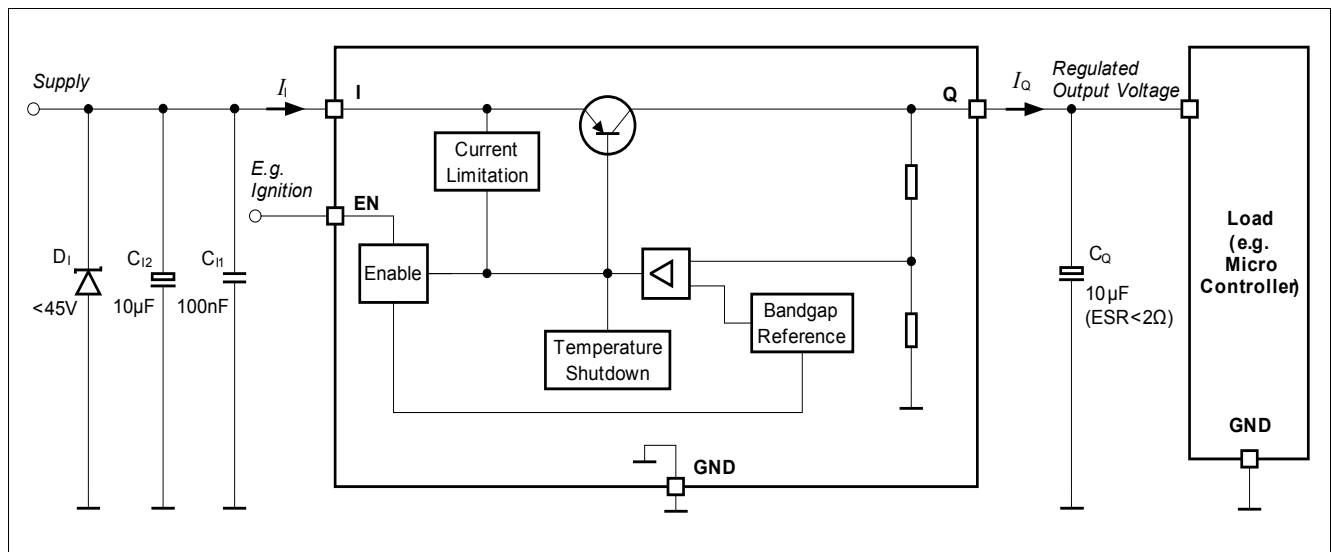 Supply
I_I
I
E.g.
Ignition
EN
D_I
<45V
C_I2
10µF
C_I1
100nF
Current
Limitation
Enable
Temperature
Shutdown
Bandgap
Reference
GND
Q
I_Q
Regulated
Output Voltage
C_Q
10µF
(ESR<2Ω)
Load
(e.g.
Micro
Controller)
GND